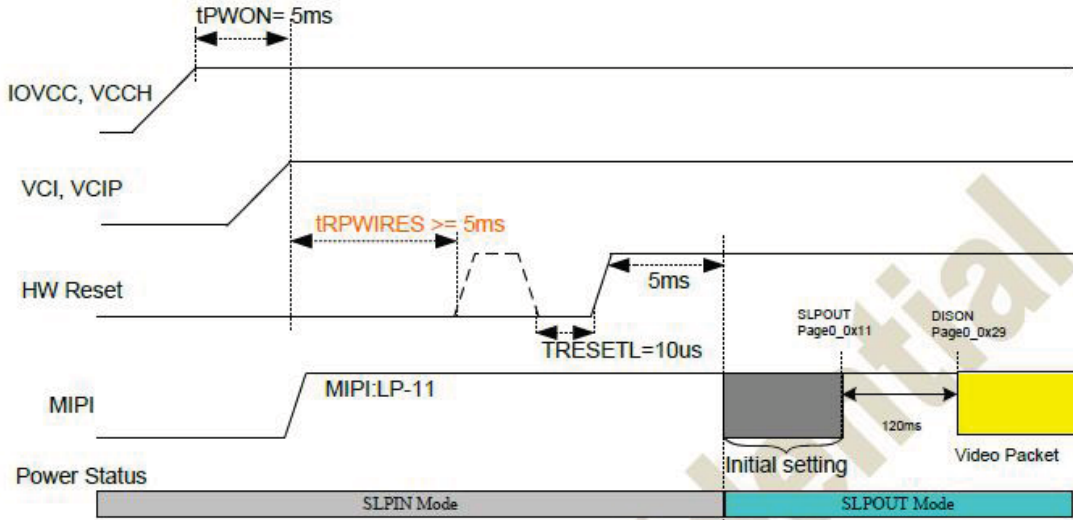 tPWON= 5ms
IOVCC, VCCH
VCI, VCIP
tRPWIRES >= 5ms
HW Reset
5ms
SLPOUT
Page0_0x11
DISON
Page0_0x29
TRESETL=10us
MIPI
MIPI:LP-11
120ms
Initial setting
Video Packet
Power Status
SLPIN Mode
SLPOUT Mode